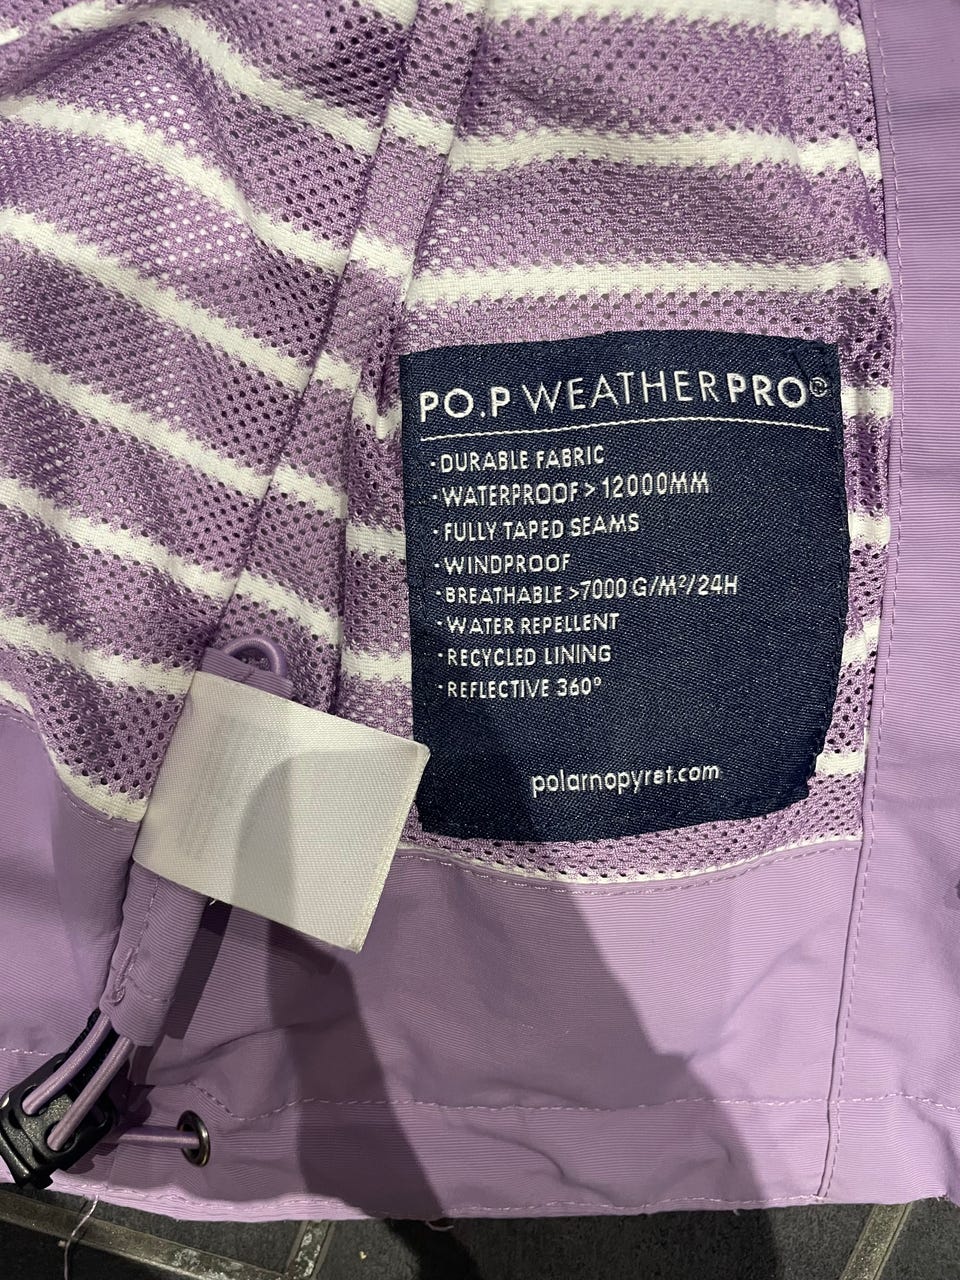 PO.P WEATHERPRO®
·DURABLE FABRIC
·WATERPROOF > 12000MM
·FULLY TAPED SEAMS
·WINDPROOF
·BREATHABLE >7000 G/M²/24H
·WATER REPELLENT
·RECYCLED LINING
·REFLECTIVE 360°
polarnopyret.com